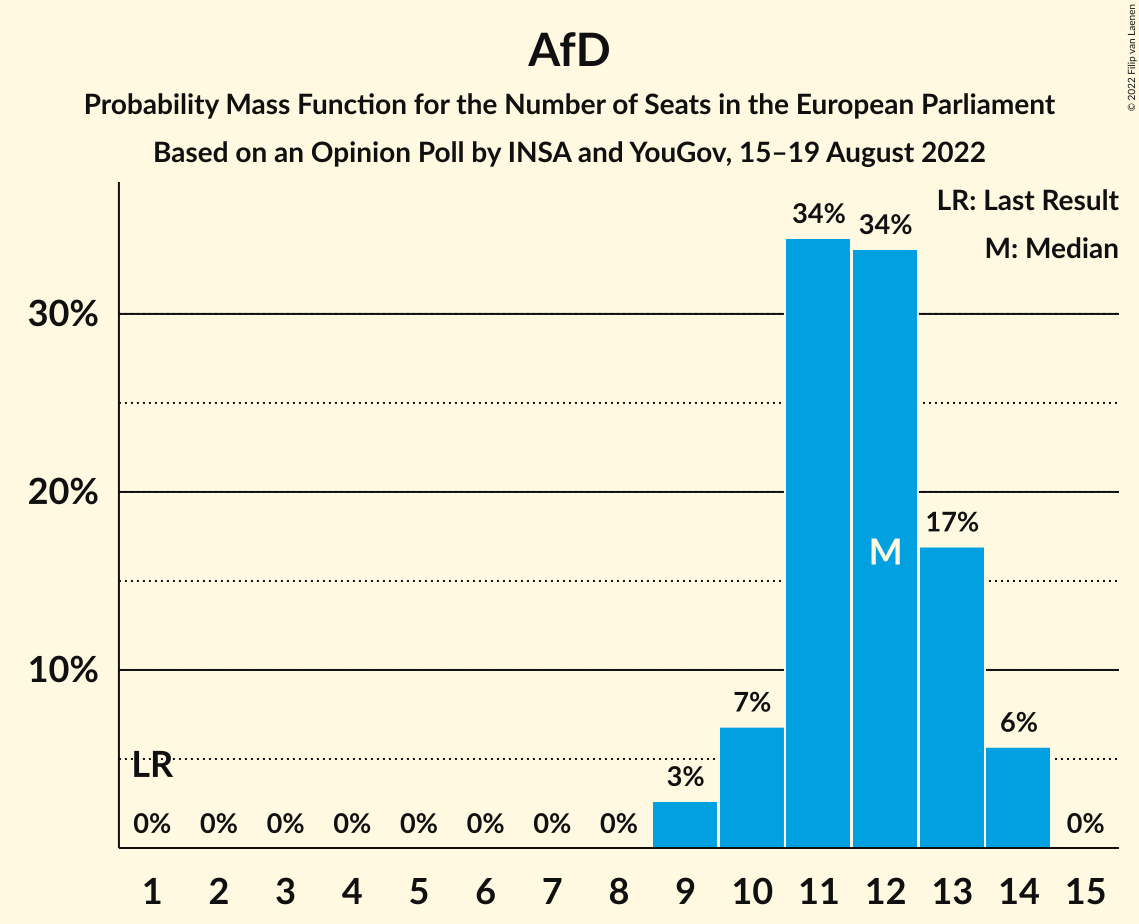 AfD
Probability Mass Function for the Number of Seats in the European Parliament
Based on an Opinion Poll by INSA and YouGov, 15–19 August 2022
© 2022 Filip van Laenen
LR: Last Result
M: Median
34%
34%
30%
20%
17%
M
10%
7%
6%
LR
3%
0% 0% 0% 0% 0% 0% 0% 0% 0%
1 2 3 4 5 6 7 8 9 10 11 12 13 14 15